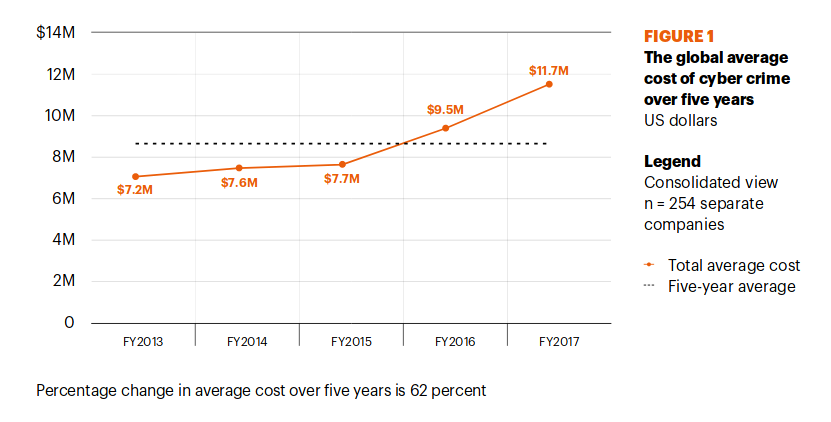 $14M
12M
10M
8M
6M
4M
2M
0
$7.2M
$7.6M
$7.7M
$9.5M
$11.7M
FY2013
FY2014
FY2015
FY2016
FY2017
FIGURE 1
The global average
cost of cyber crime
over five years
US dollars
Legend
Consolidated view
n = 254 separate
companies
Total average cost
Five-year average
Percentage change in average cost over five years is 62 percent